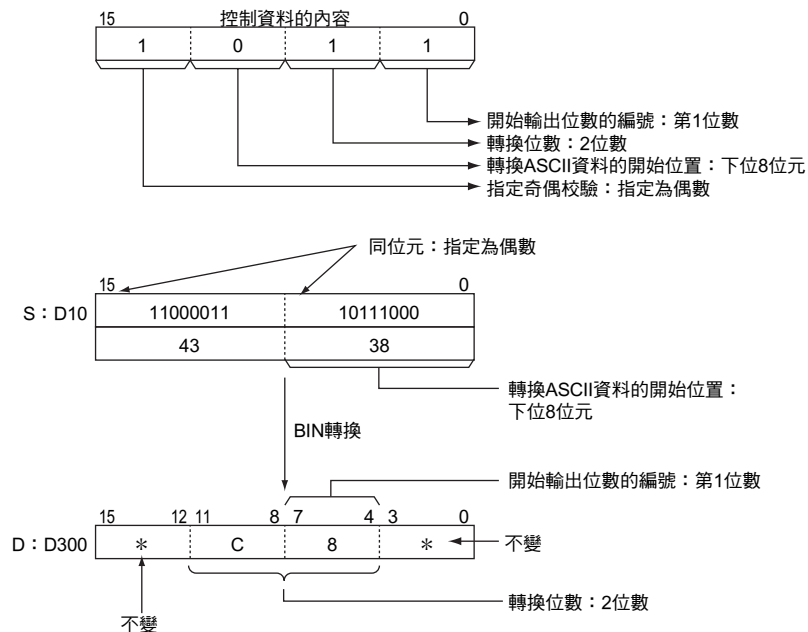 控制資料的內容
15 0
1 0 1 1
開始輸出位數的編號：第1位數
轉換位數：2位數
轉換ASCII資料的開始位置：下位8位元
指定奇偶校驗：指定為偶數
同位元：指定為偶數
15 0
S：D10 11000011 10111000
43 38
轉換ASCII資料的開始位置：
下位8位元
BIN轉換
開始輸出位數的編號：第1位數
15 12 11 8 7 4 3 0
D：D300 ＊ C 8 ＊ 不變
轉換位數：2位數
不變